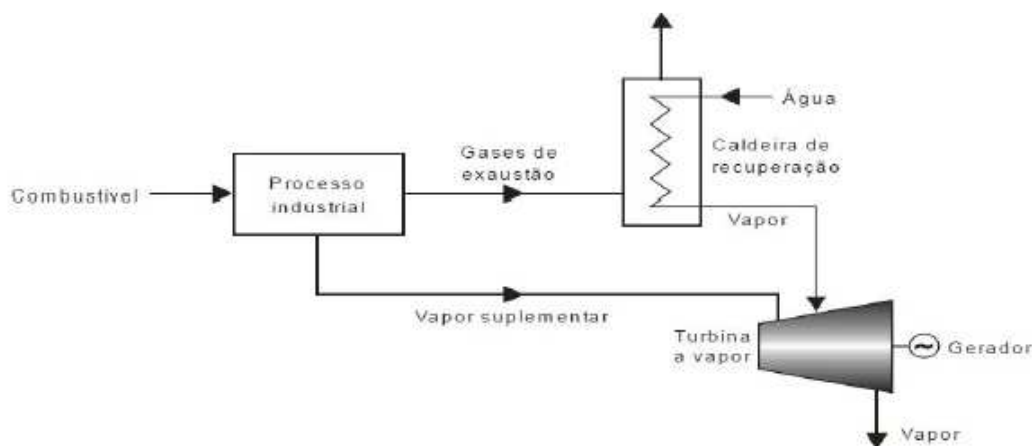 Água
Gases de
exaustão
Caldeira de
recuperação
Combustível
Processo
industrial
Vapor
Vapor suplementar
Turbina
a vapor
Gerador
Vapor